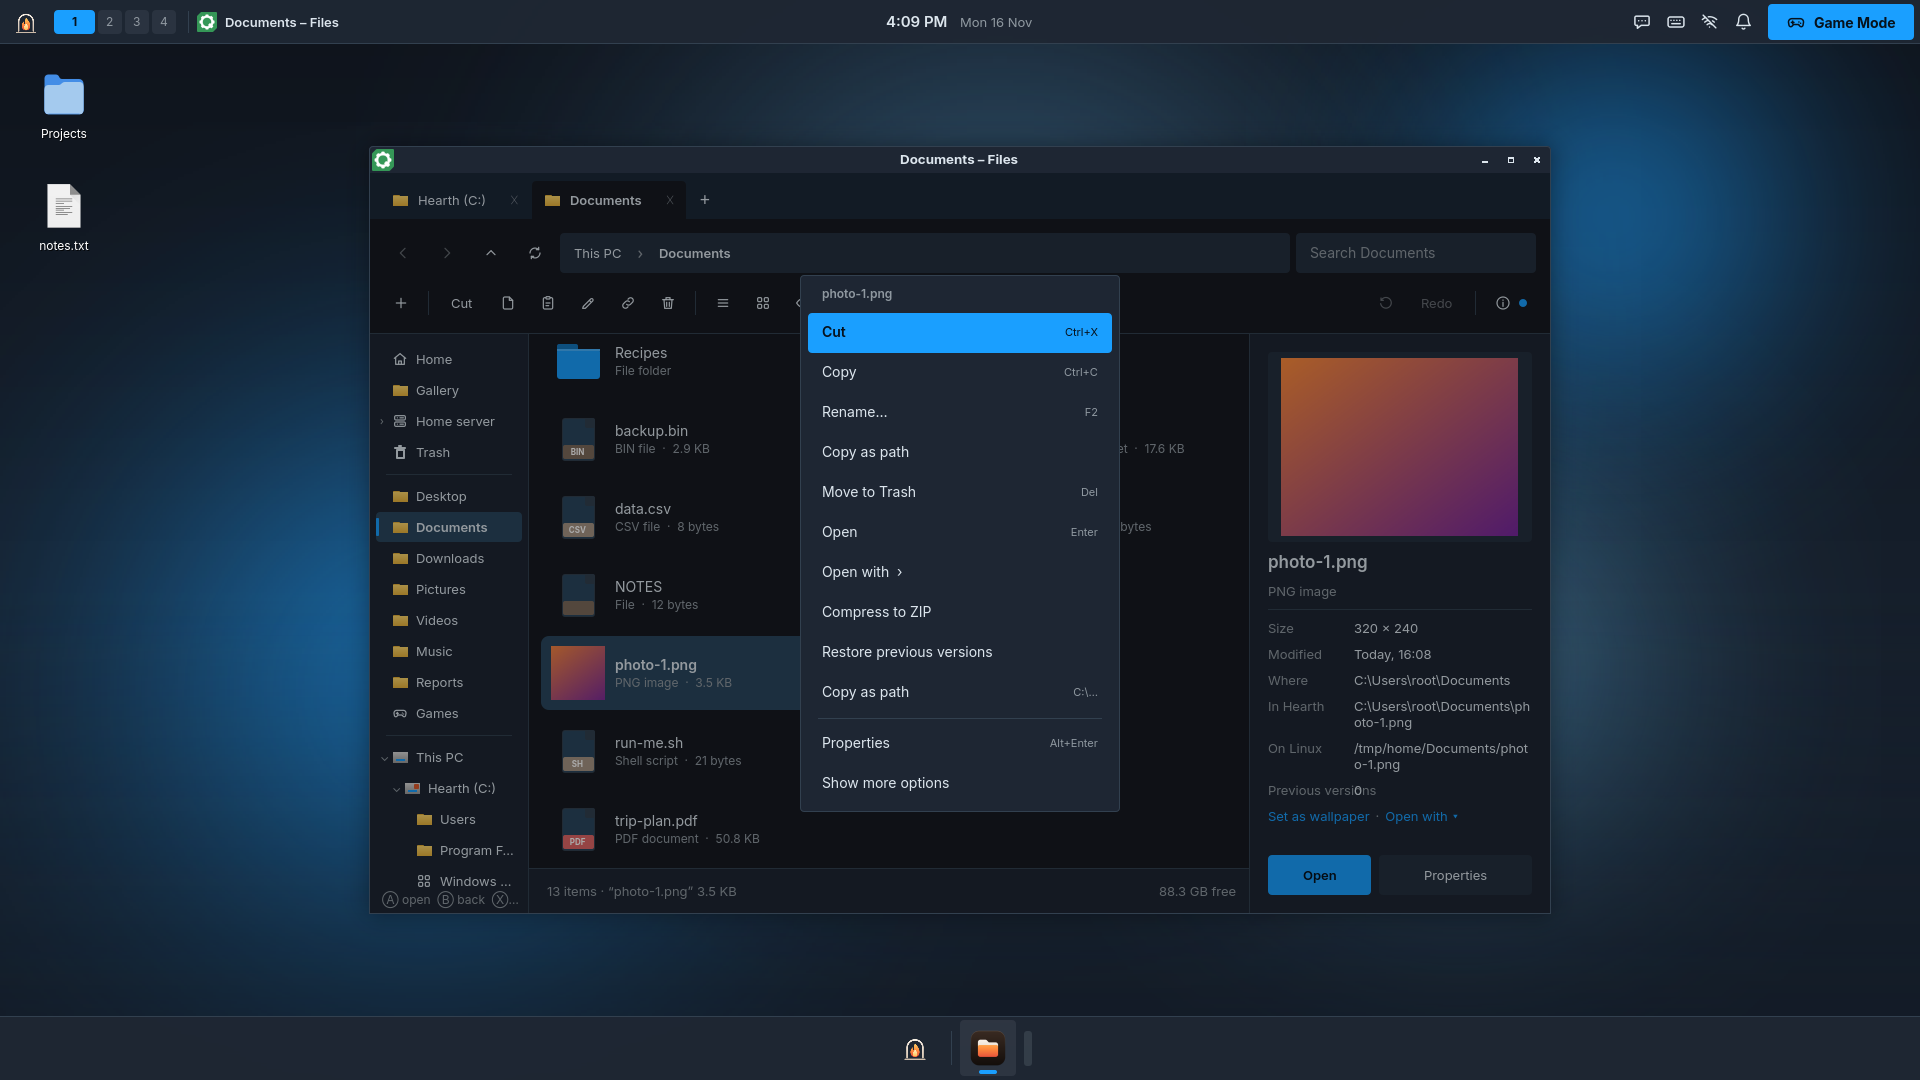 1 2 3 4 Documents – Files
4:09 PM Mon 16 Nov
Game Mode
Projects
notes.txt
Documents – Files
Hearth (C:) X Documents X +
This PC › Documents
Search Documents
Cut
Redo
Home
Gallery
Home server
Trash
Desktop
Documents
Downloads
Pictures
Videos
Music
Reports
Games
This PC
Hearth (C:)
Users
Program F...
Windows ...
A open B back X...
Recipes
File folder
BIN
backup.bin
BIN file · 2.9 KB
CSV
data.csv
CSV file · 8 bytes
NOTES
File · 12 bytes
photo-1.png
PNG image · 3.5 KB
SH
run-me.sh
Shell script · 21 bytes
PDF
trip-plan.pdf
PDF document · 50.8 KB
· 17.6 KB
bytes
photo-1.png
Cut Ctrl+X
Copy Ctrl+C
Rename... F2
Copy as path
Move to Trash Del
Open Enter
Open with ›
Compress to ZIP
Restore previous versions
Copy as path C:\...
Properties Alt+Enter
Show more options
photo-1.png
PNG image
Size 320 × 240
Modified Today, 16:08
Where C:\Users\root\Documents
In Hearth C:\Users\root\Documents\ph
oto-1.png
On Linux /tmp/home/Documents/phot
o-1.png
Previous versions 0
Set as wallpaper · Open with
Open Properties
13 items · “photo-1.png” 3.5 KB
88.3 GB free